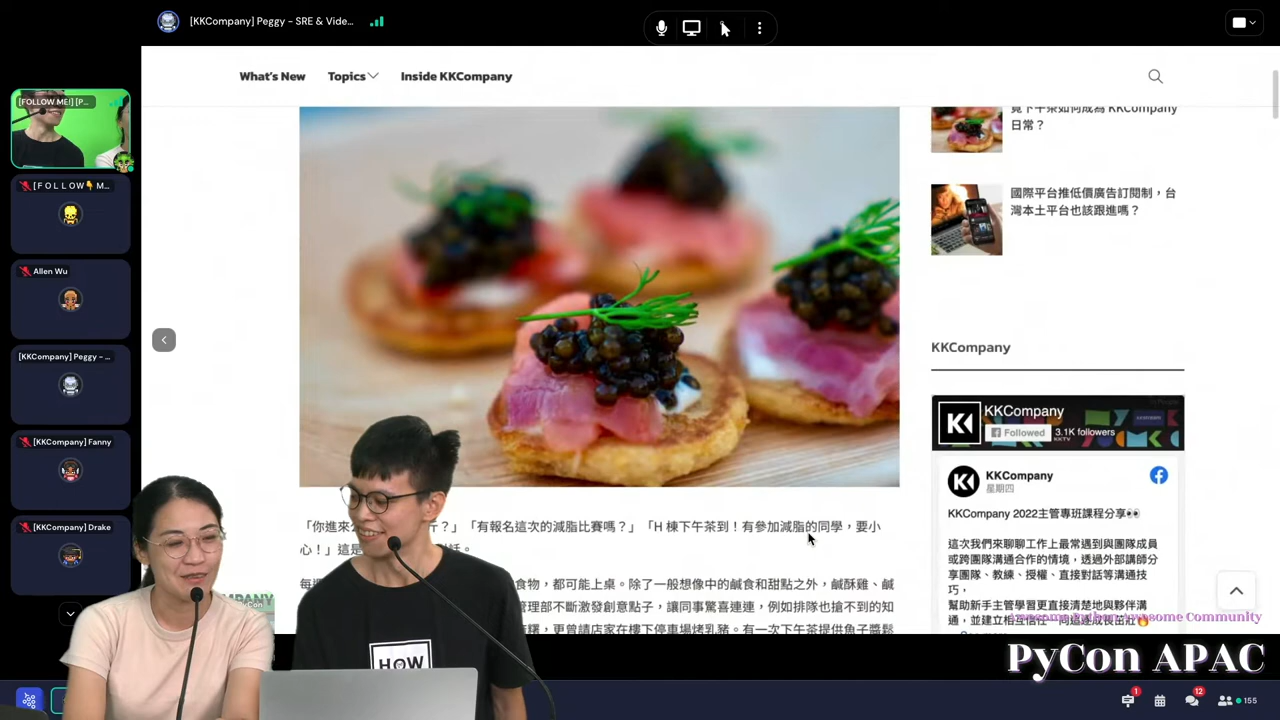 [KKCompany] Peggy - SRE & Vide...
What's New
Topics
Inside KKCompany
[FOLLOW ME!] [P...
[F O L L O W👇 M...
Allen Wu
[KKCompany] Peggy - ...
[KKCompany] Fanny
[KKCompany] Drake
竟下午茶如何成為 KKCompany
日常？
國際平台推低價廣告訂閱制，台
灣本土平台也該跟進嗎？
KKCompany
KKCompany
Followed
3.1K followers
KKCompany
星期四
KKCompany 2022主管專班課程分享👀
這次我們來聊聊工作上最常遇到與團隊成員
或跨團隊溝通合作的情境，透過外部講師分
享團隊、教練、授權、直接對話等溝通技
巧，
幫助新手主管學習更直接清楚地與夥伴溝
「你進來 斤？」「有報名這次的減脂比賽嗎？」「H 棟下午茶到！有參加減脂的同學，要小
心！」這是 話。
每 食物，都可能上桌。除了一般想像中的鹹食和甜點之外，鹹酥雞、鹹
管理部不斷激發創意點子，讓同事驚喜連連，例如排隊也搶不到的知
糬，更曾請店家在樓下停車場烤乳豬。有一次下午茶提供魚子醬鬆
Awesome Community
PyCon APAC
HOW
1
12
155